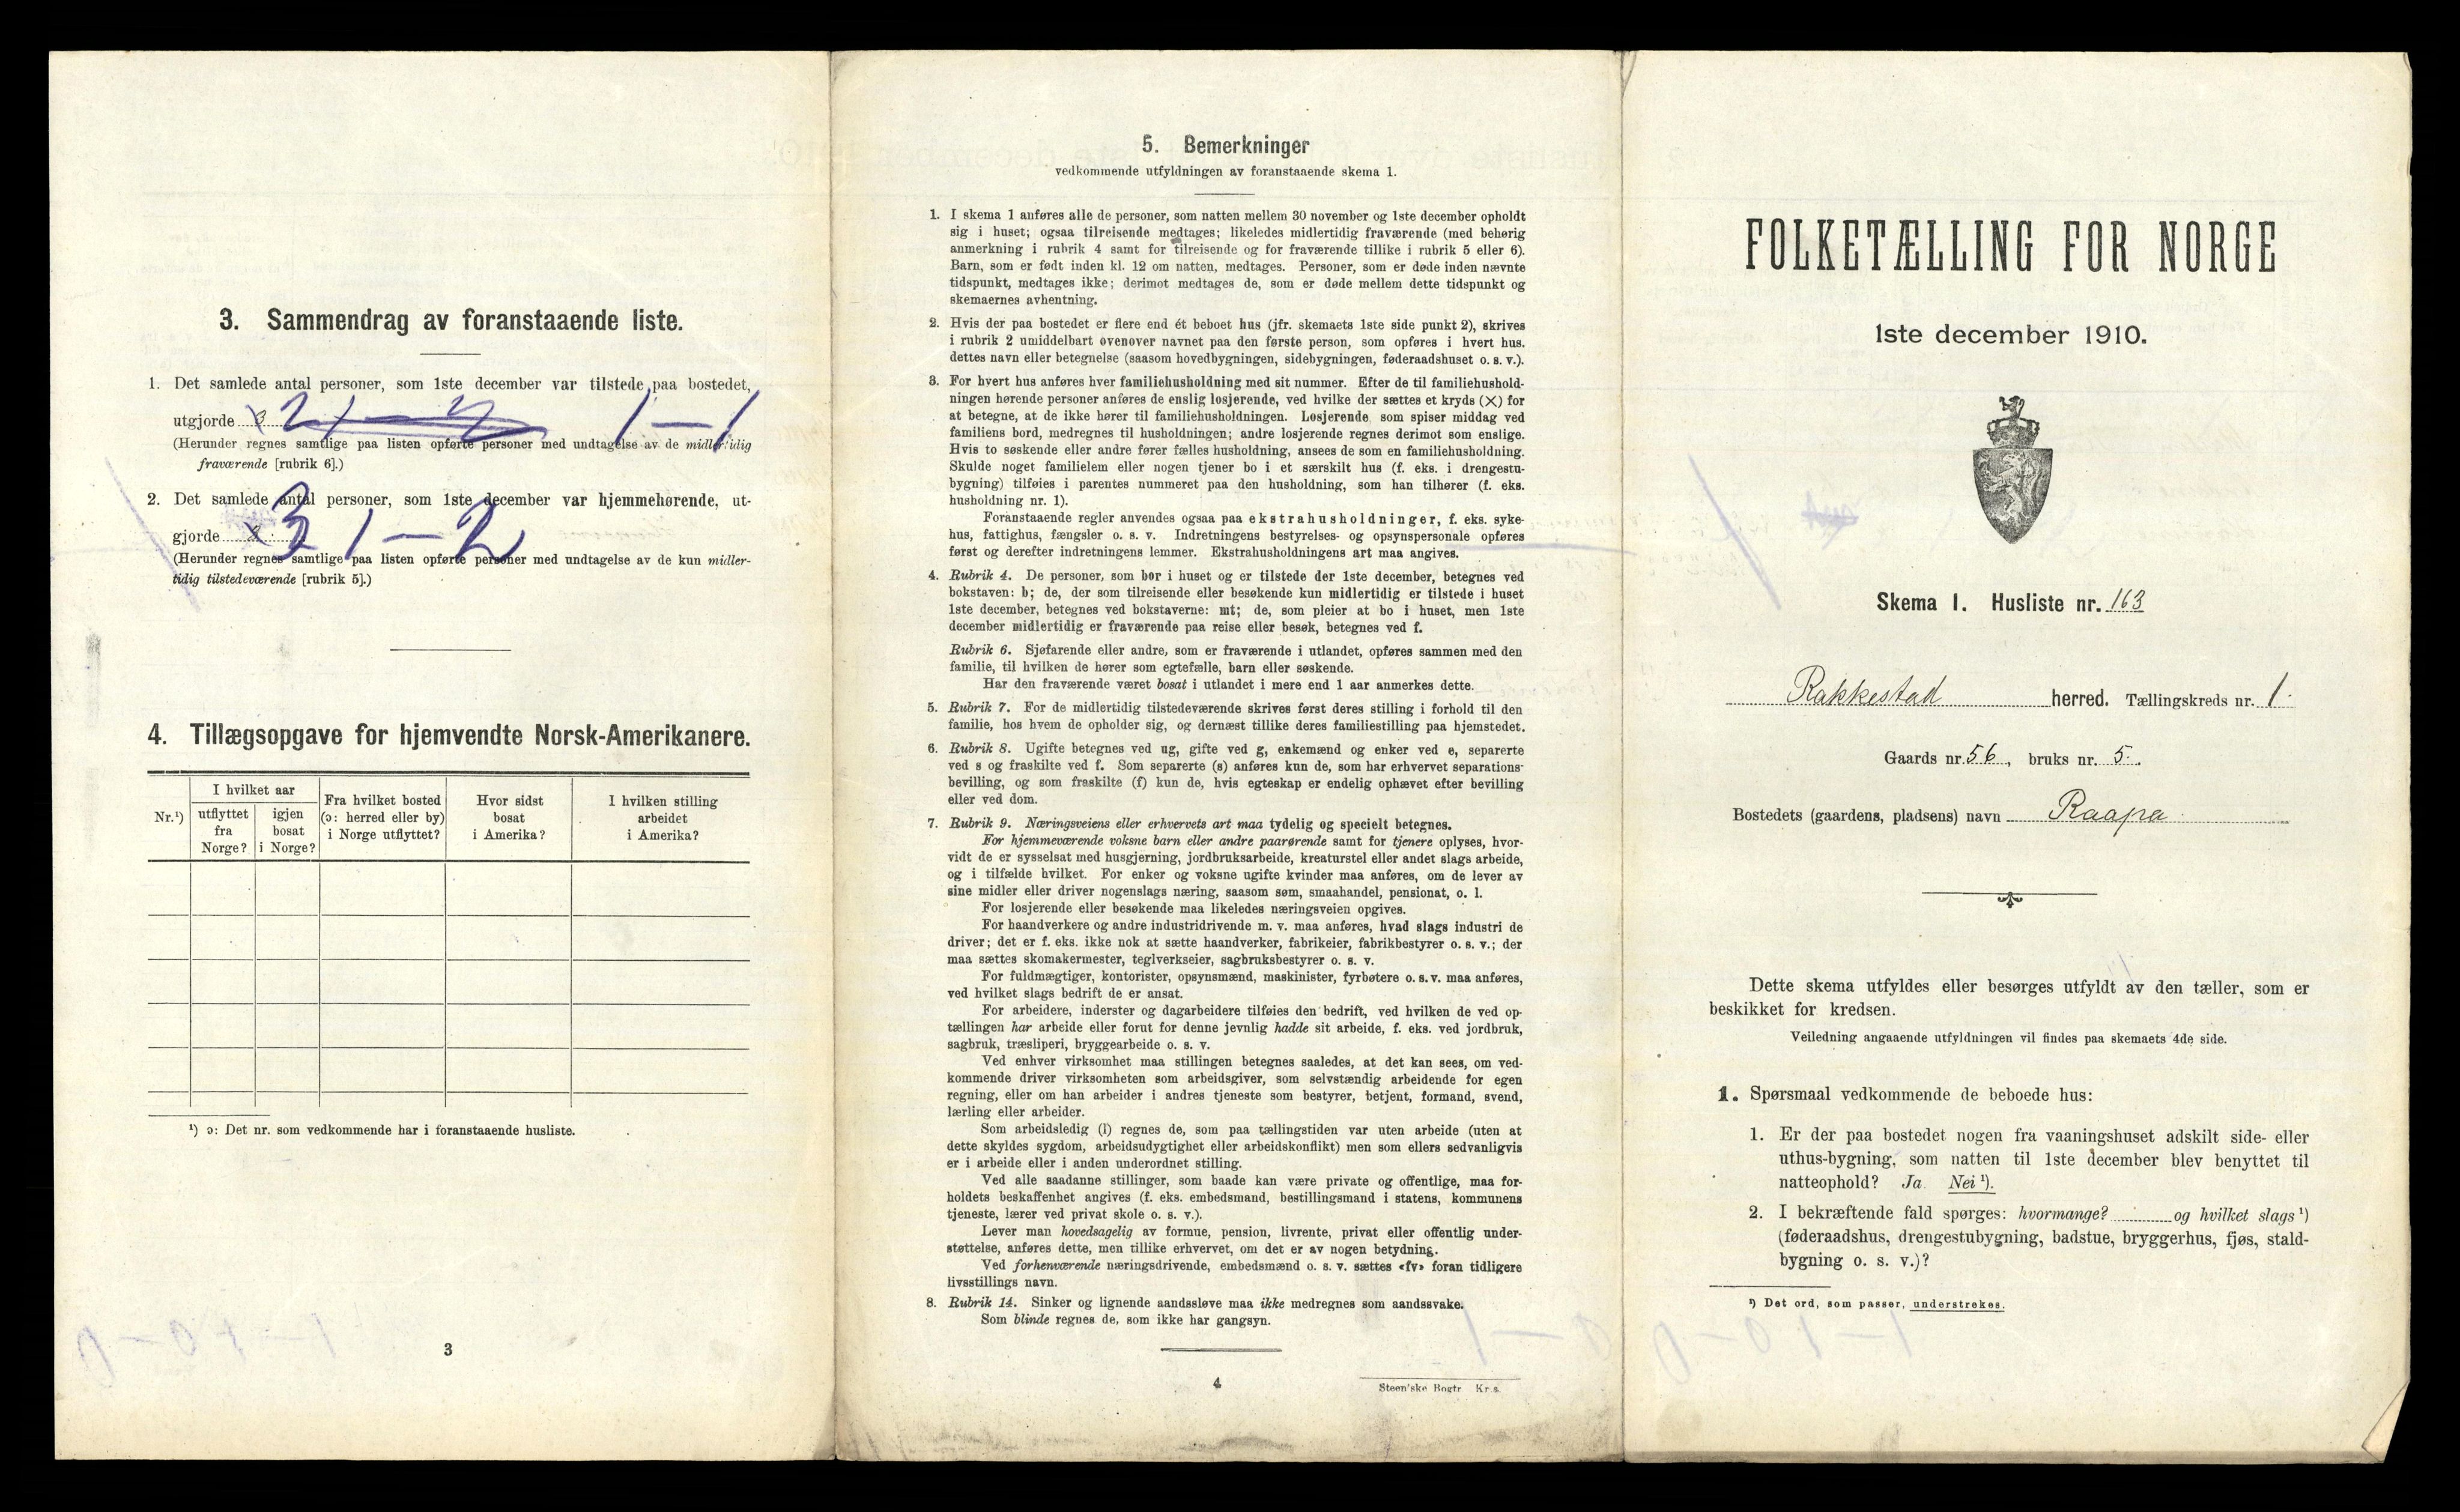 3. Sammendrag av foranstaaende liste.
1. Det samlede antal personer, som 1ste december var tilstede paa bostedet,
utgjorde 3 2 1 — 1
(Herunder regnes samtlige paa listen opførte personer med undtagelse av de midlertidig
fraværende [rubrik 6].)
2. Det samlede antal personer, som 1ste december var hjemmehørende, ut-
gjorde 3 1 — 2
(Herunder regnes samtlige paa listen opførte personer med undtagelse av de kun midler-
tidig tilstedeværende [rubrik 5].)
4. Tillægsopgave for hjemvendte Norsk-Amerikanere.
Nr.¹)
I hvilket aar
utflyttet
fra
Norge?
igjen
bosat
i Norge?
Fra hvilket bosted
(ɔ: herred eller by)
i Norge utflyttet?
Hvor sidst
bosat
i Amerika?
I hvilken stilling
arbeidet
i Amerika?
¹) ɔ: Det nr. som vedkommende har i foranstaaende husliste.
3
5. Bemerkninger
vedkommende utfyldningen av foranstaaende skema 1.
1. I skema 1 anføres alle de personer, som natten mellem 30 november og 1ste december opholdt
sig i huset; ogsaa tilreisende medtages; likeledes midlertidig fraværende (med behørig
anmerkning i rubrik 4 samt for tilreisende og for fraværende tillike i rubrik 5 eller 6).
Barn, som er født inden kl. 12 om natten, medtages. Personer, som er døde inden nævnte
tidspunkt, medtages ikke; derimot medtages de, som er døde mellem dette tidspunkt og
skemaernes avhentning.
2. Hvis der paa bostedet er flere end ét beboet hus (jfr. skemaets 1ste side punkt 2), skrives
i rubrik 2 umiddelbart ovenover navnet paa den første person, som opføres i hvert hus.
dettes navn eller betegnelse (saasom hovedbygningen, sidebygningen, føderaadshuset o. s. v.).
3. For hvert hus anføres hver familiehusholdning med sit nummer. Efter de til familiehushold-
ningen hørende personer anføres de enslig losjerende, ved hvilke der sættes et kryds (×) for
at betegne, at de ikke hører til familiehusholdningen. Losjerende som spiser middag ved
familiens bord, medregnes til husholdningen; andre losjerende regnes derimot som enslige.
Hvis to søskende eller andre fører fælles husholdning, ansees de som en familiehusholdning.
Skulde noget familielem eller nogen tjener bo i et særskilt hus (f. eks. i drengestu-
bygning) tilføies i parentes nummeret paa den husholdning, som han tilhører (f. eks.
husholdning nr. 1).
Foranstaaende regler anvendes ogsaa paa ekstrahusholdninger, f. eks. syke-
hus, fattighus, fængsler o. s. v. Indretningens bestyrelses- og opsynspersonale opføres
først og derefter indretningens lemmer. Ekstrahusholdningens art maa angives.
4. Rubrik 4. De personer, som bor i huset og er tilstede der 1ste december, betegnes ved
bokstaven: b; de, der som tilreisende eller besøkende kun midlertidig er tilstede i huset
1ste december, betegnes ved bokstaverne: mt; de, som pleier at bo i huset, men 1ste
december midlertidig er fraværende paa reise eller besøk, betegnes ved f.
Rubrik 6. Sjøfarende eller andre, som er fraværende i utlandet, opføres sammen med den
familie, til hvilken de hører som egtefælle, barn eller søskende.
Har den fraværende været bosat i utlandet i mere end 1 aar anmerkes dette.
5. Rubrik 7. For de midlertidig tilstedeværende skrives først deres stilling i forhold til den
familie, hos hvem de opholder sig, og dernæst tillike deres familiestilling paa hjemstedet.
6. Rubrik 8. Ugifte betegnes ved ug, gifte ved g, enkemænd og enker ved e, separerte
ved s og fraskilte ved f. Som separerte (s) anføres kun de, som har erhvervet separations-
bevilling, og som fraskilte (f) kun de, hvis egteskap er endelig ophævet efter bevilling
eller ved dom.
7. Rubrik 9. Næringsveiens eller erhvervets art maa tydelig og specielt betegnes.
For hjemmeværende voksne barn eller andre paarørende samt for tjenere oplyses, hvor-
vidt de er sysselsat med husgjerning, jordbruksarbeide, kreaturstel eller andet slags arbeide,
og i tilfælde hvilket. For enker og voksne ugifte kvinder maa anføres, om de lever av
sine midler eller driver nogenslags næring, saasom søm, smaahandel, pensionat, o. l.
For losjerende eller besøkende maa likeledes næringsveien opgives.
For haandverkere og andre industridrivende m. v. maa anføres, hvad slags industri de
driver; det er f. eks. ikke nok at sætte haandverker, fabrikeier, fabrikbestyrer o. s. v.; der
maa sættes skomakermester, teglverkseier, sagbruksbestyrer o. s. v.
For fuldmægtiger, kontorister, opsynsmænd, maskinister, fyrbøtere o. s. v. maa anføres,
ved hvilket slags bedrift de er ansat.
For arbeidere, inderster og dagarbeidere tilføies den bedrift, ved hvilken de ved op-
tællingen har arbeide eller forut for denne jevnlig hadde sit arbeide, f. eks. ved jordbruk,
sagbruk, træsliperi, bryggearbeide o. s. v.
Ved enhver virksomhet maa stillingen betegnes saaledes, at det kan sees, om ved-
kommende driver virksomheten som arbeidsgiver, som selvstændig arbeidende for egen
regning, eller om han arbeider i andres tjeneste som bestyrer, betjent, formand, svend,
lærling eller arbeider.
Som arbeidsledig (l) regnes de, som paa tællingstiden var uten arbeide (uten at
dette skyldes sygdom, arbeidsudygtighet eller arbeidskonflikt) men som ellers sedvanligvis
er i arbeide eller i anden underordnet stilling.
Ved alle saadanne stillinger, som baade kan være private og offentlige, maa for-
holdets beskaffenhet angives (f. eks. embedsmand, bestillingsmand i statens, kommunens
tjeneste, lærer ved privat skole o. s. v.).
Lever man hovedsagelig av formue, pension, livrente, privat eller offentlig under-
støttelse, anføres dette, men tillike erhvervet, om det er av nogen betydning.
Ved forhenværende næringsdrivende, embedsmænd o. s. v. sættes «fv» foran tidligere
livsstillings navn.
8. Rubrik 14. Sinker og lignende aandssløve maa ikke medregnes som aandssvake.
Som blinde regnes de, som ikke har gangsyn.
4
Steen'ske Bogtr Kr.a.
FOLKETÆLLING FOR NORGE
1ste december 1910.
Skema 1. Husliste nr. 163
Rakkestad herred. Tællingskreds nr. 1.
Gaards nr. 56, bruks nr. 5.
Bostedets (gaardens, pladsens) navn Raapa
Dette skema utfyldes eller besørges utfyldt av den tæller, som er
beskikket for kredsen.
Veiledning angaaende utfyldningen vil findes paa skemaets 4de side.
1. Spørsmaal vedkommende de beboede hus:
1. Er der paa bostedet nogen fra vaaningshuset adskilt side- eller
uthus-bygning, som natten til 1ste december blev benyttet til
natteophold? Ja Nei ¹).
2. I bekræftende fald spørges: hvormange? og hvilket slags ¹)
(føderaadshus, drengestubygning, badstue, bryggerhus, fjøs, stald-
bygning o. s. v.)?
¹) Det ord, som passer, understrekes.